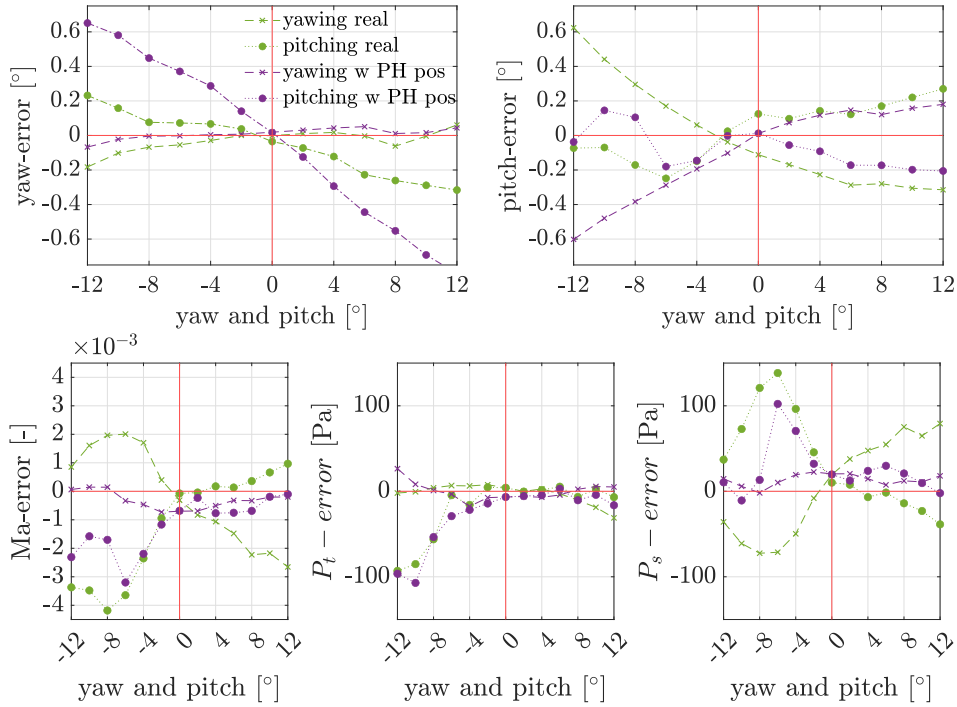 0.6
0.4
0.2
0
-0.2
-0.4
-0.6
yaw-error [°]
yawing real
pitching real
yawing w PH pos
pitching w PH pos
-12 -8 -4 0 4 8 12
yaw and pitch [°]
0.6
0.4
0.2
0
-0.2
-0.4
-0.6
pitch-error [°]
-12 -8 -4 0 4 8 12
yaw and pitch [°]
×10⁻³
4
3
2
1
0
-1
-2
-3
-4
Ma-error [-]
-12 -8 -4 0 4 8 12
yaw and pitch [°]
100
0
-100
P_t − error [Pa]
-12 -8 -4 0 4 8 12
yaw and pitch [°]
100
0
-100
P_s − error [Pa]
-12 -8 -4 0 4 8 12
yaw and pitch [°]